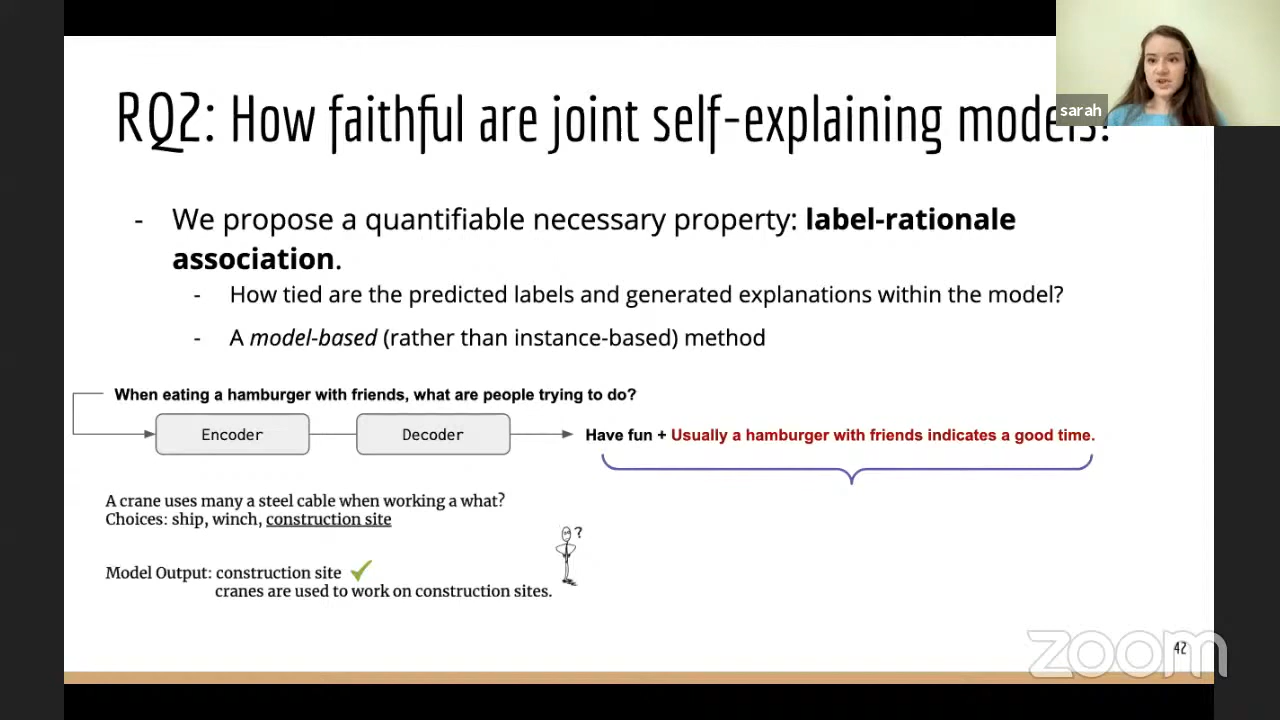 sarah
RQ2: How faithful are joint self-explaining models?
- We propose a quantifiable necessary property: label-rationale
association.
- How tied are the predicted labels and generated explanations within the model?
- A model-based (rather than instance-based) method
When eating a hamburger with friends, what are people trying to do?
Encoder
Decoder
Have fun + Usually a hamburger with friends indicates a good time.
A crane uses many a steel cable when working a what?
Choices: ship, winch, construction site
?
Model Output: construction site
cranes are used to work on construction sites.
zoom
42